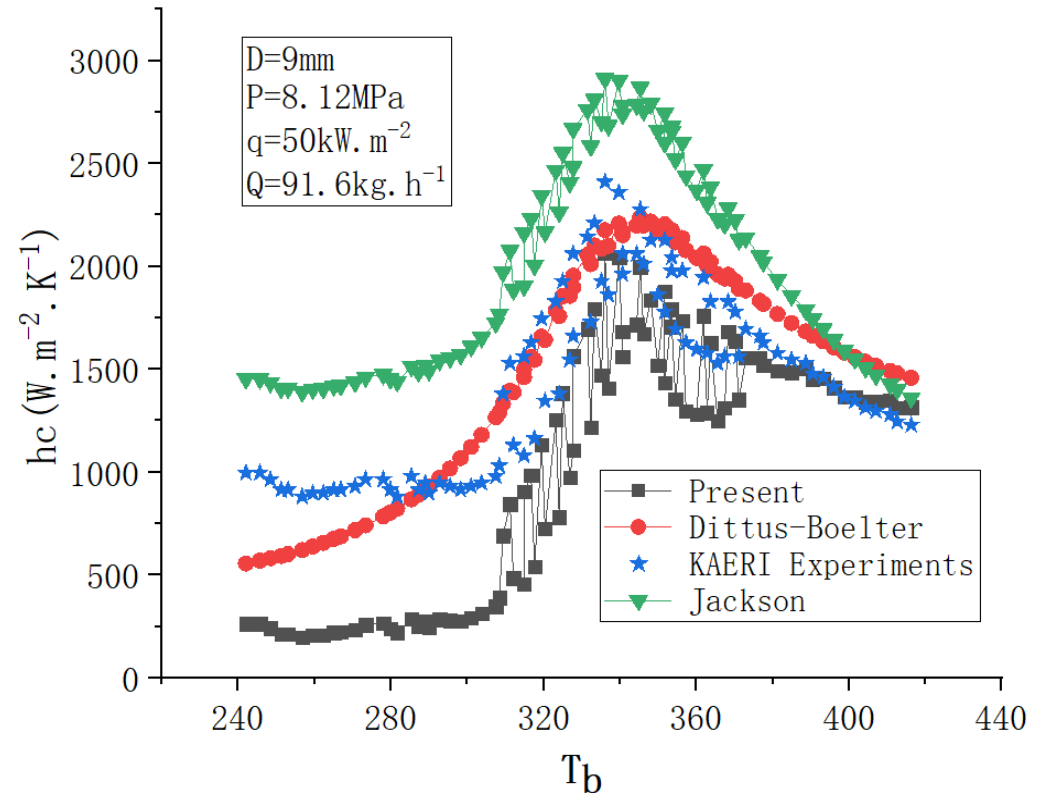 D=9mm
P=8.12MPa
q=50kW.m⁻²
Q=91.6kg.h⁻¹
3000
2500
2000
1500
1000
500
0
hc(W.m⁻².K⁻¹)
Present
Dittus-Boelter
KAERI Experiments
Jackson
240
280
320
360
400
440
T_b